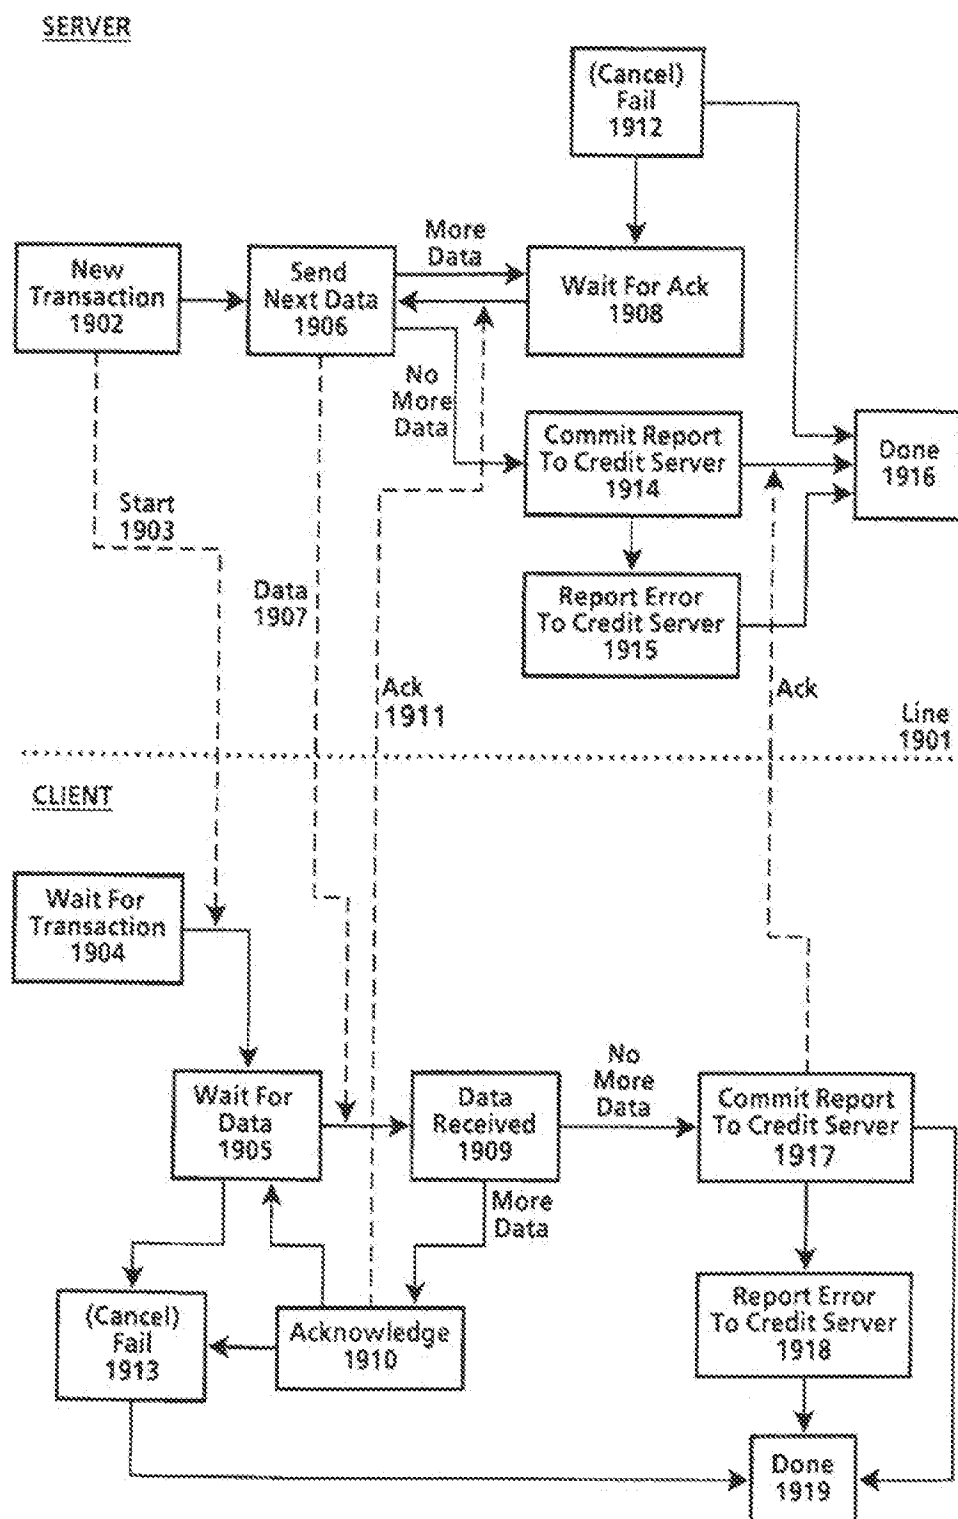 SERVER
(Cancel)
Fail
1912
More
Data
New
Transaction
1902
Send
Next Data
1906
Wait For Ack
1908
No
More
Data
Commit Report
To Credit Server
1914
Done
1916
Start
1903
Data
1907
Report Error
To Credit Server
1915
Ack
1911
Ack
Line
1901
CLIENT
Wait For
Transaction
1904
Wait For
Data
1905
Data
Received
1909
No
More
Data
Commit Report
To Credit Server
1917
More
Data
(Cancel)
Fail
1913
Acknowledge
1910
Report Error
To Credit Server
1918
Done
1919